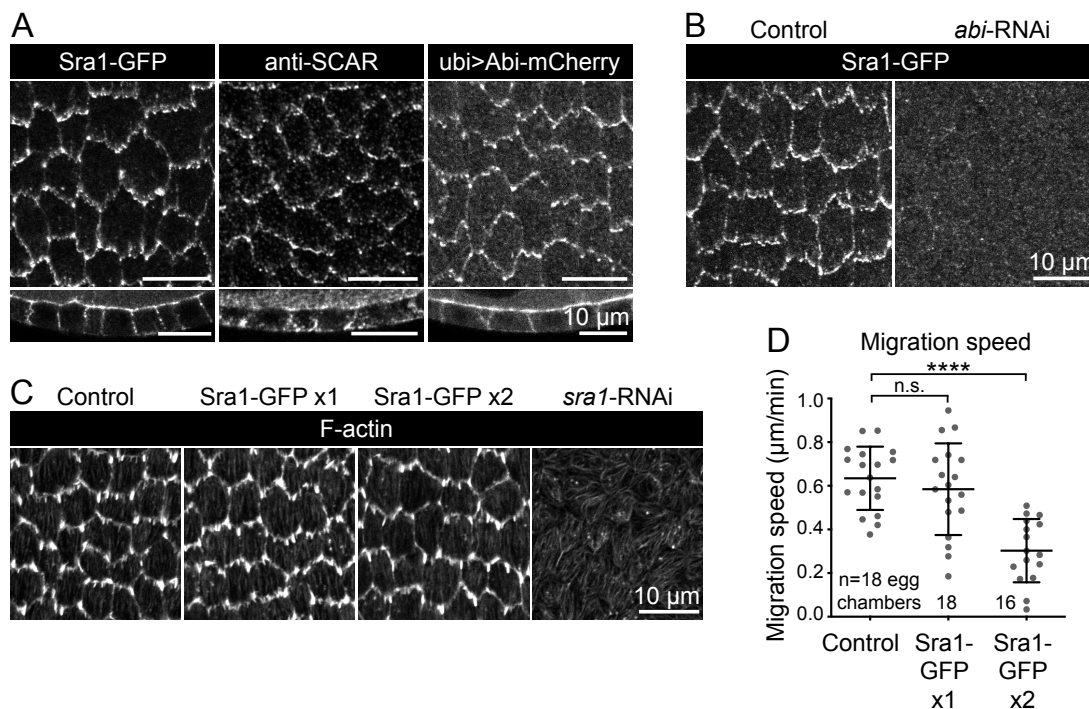 A
Sra1-GFP
anti-SCAR
ubi>Abi-mCherry
10 µm
B
Control
abi-RNAi
Sra1-GFP
10 µm
C
Control
Sra1-GFP x1
Sra1-GFP x2
sra1-RNAi
F-actin
10 µm
D
Migration speed
****
n.s.
Migration speed (µm/min)
1.0
0.8
0.6
0.4
0.2
0.0
n=18 egg
chambers
18
16
Control
Sra1-
GFP
x1
Sra1-
GFP
x2